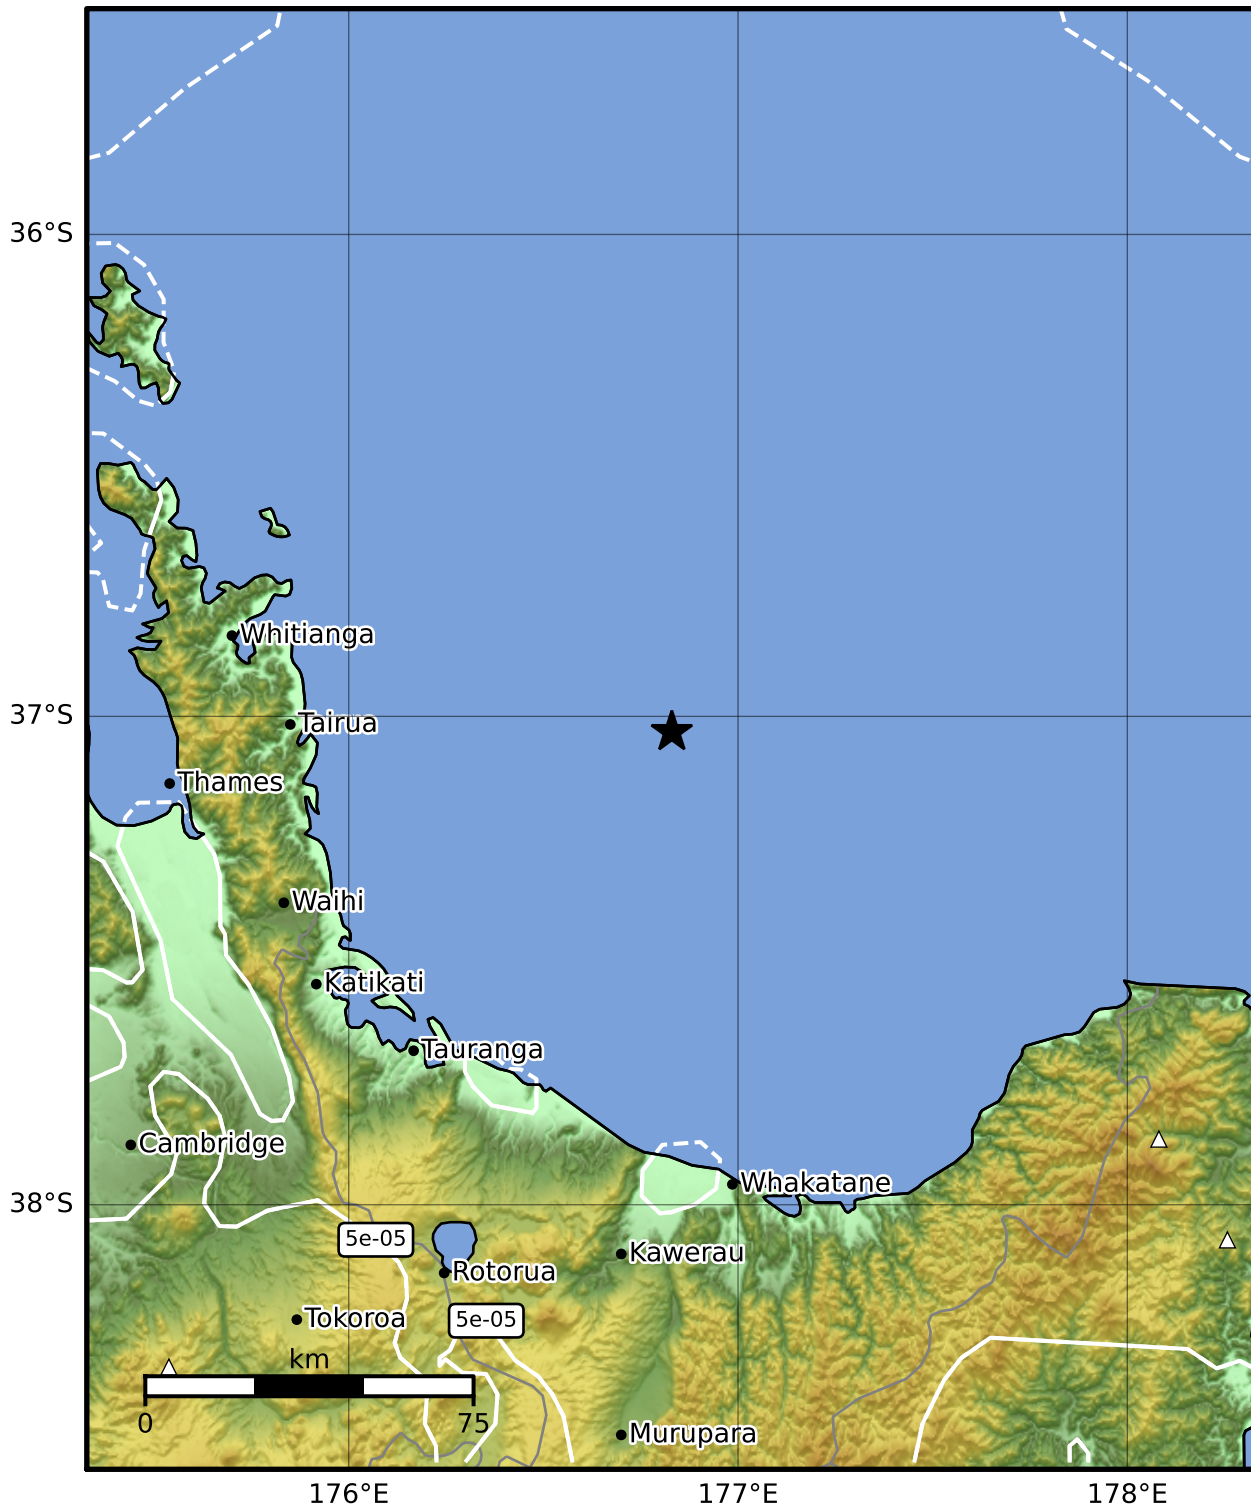 36°S
Whitianga
37°S
Tairua
Thames
Waihi
Katikati
Tauranga
Cambridge
Whakatane
38°S
5e-05
Kawerau
Rotorua
Tokoroa
5e-05
km
0
75
Murupara
176°E
177°E
178°E